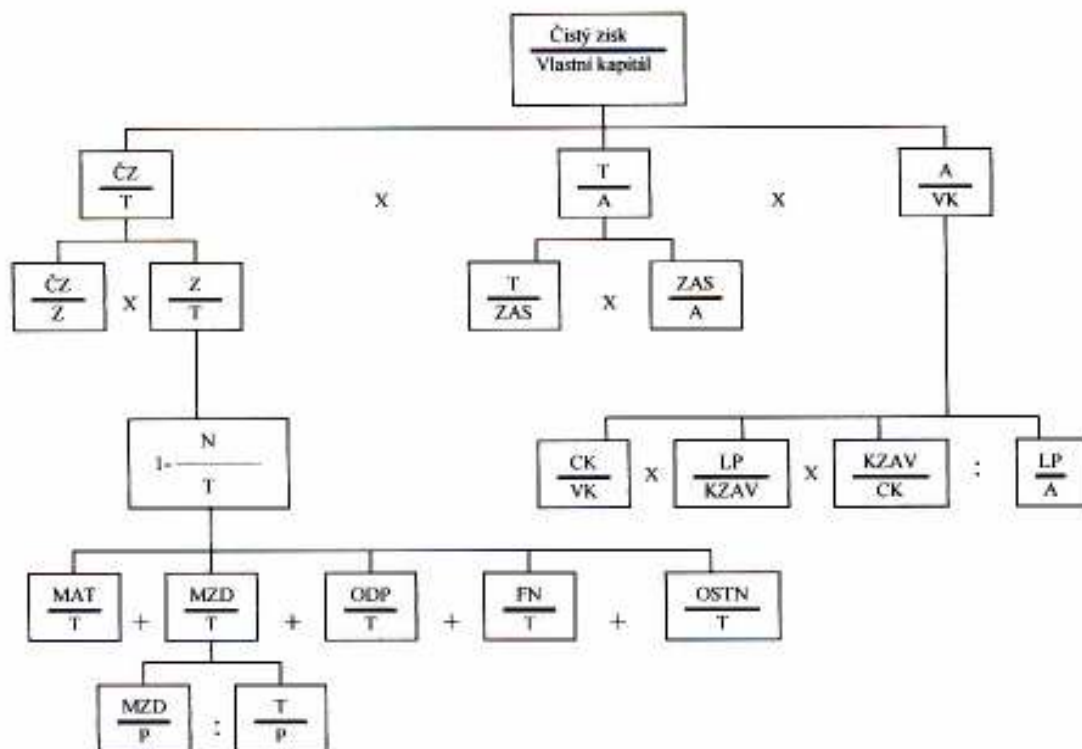 Čistý zisk
Vlastní kapitál
ČZ
T
X
T
A
X
A
VK
ČZ
Z
X
Z
T
T
ZAS
X
ZAS
A
N
1-
T
CK
VK
X
LP
KZAV
X
KZAV
CK
:
LP
A
MAT
T
+
MZD
T
+
ODP
T
+
FN
T
+
OSTN
T
MZD
P
:
T
P